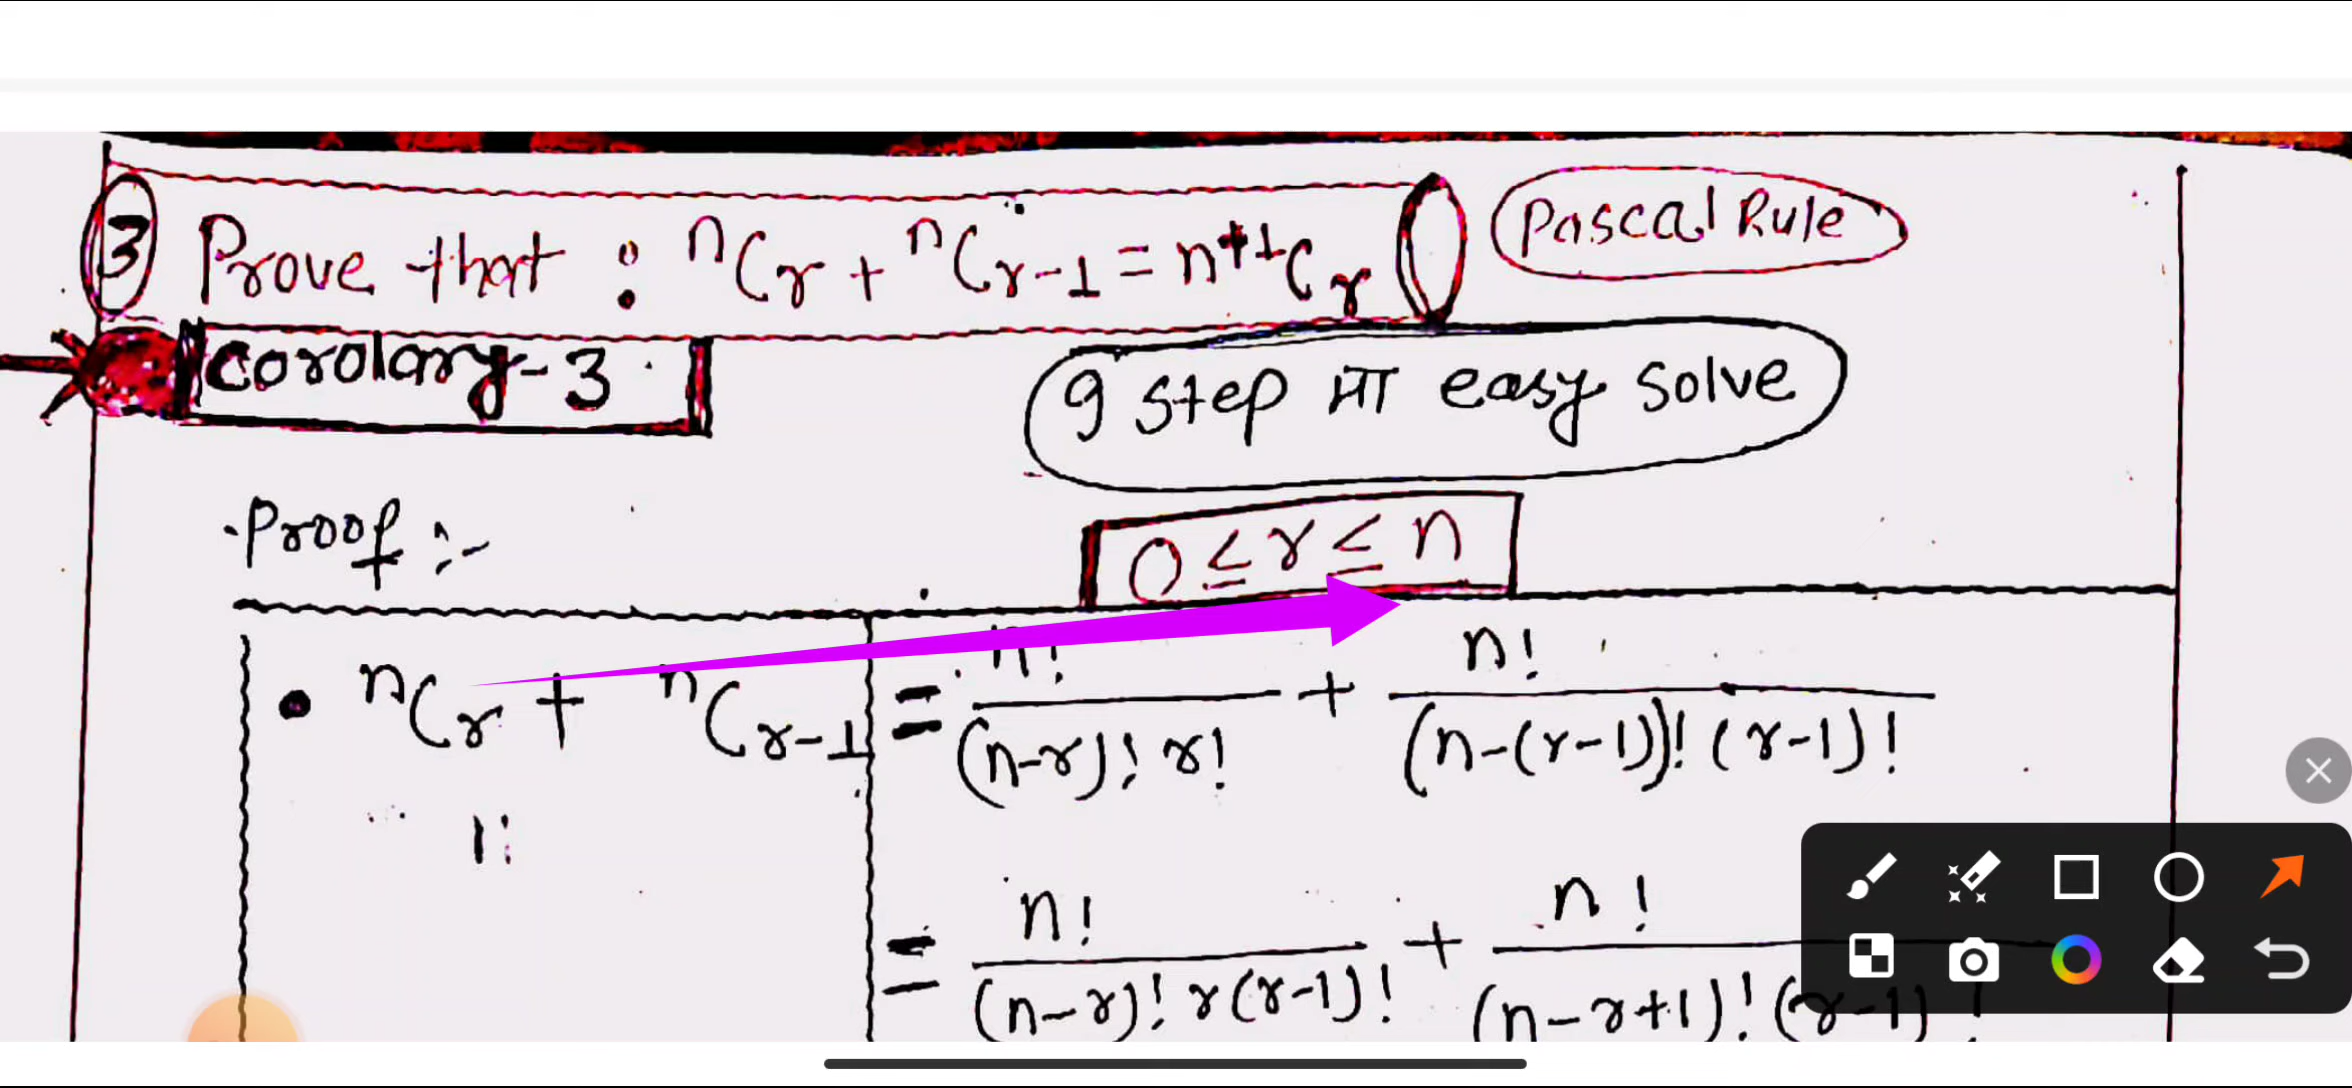 3 Prove that : ⁿCᵣ + ⁿCᵣ₋₁ = ⁿ⁺¹Cᵣ
Pascal Rule
corolary-3
9 step मा easy solve
Proof :-
0 ≤ r ≤ n
• ⁿCᵣ + ⁿCᵣ₋₁ = n! / (n-r)! r! + n! / (n-(r-1))! (r-1)!
= n! / (n-r)! r(r-1)! + n! / (n-r+1)! (r-1)!